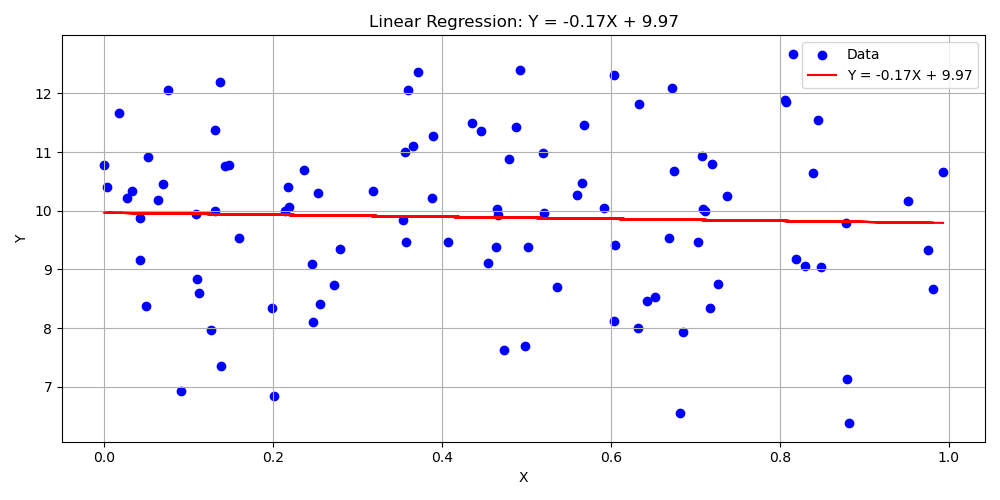 Linear Regression: Y = -0.17X + 9.97
Data
Y = -0.17X + 9.97
Y
12
11
10
9
8
7
0.0 0.2 0.4 0.6 0.8 1.0
X